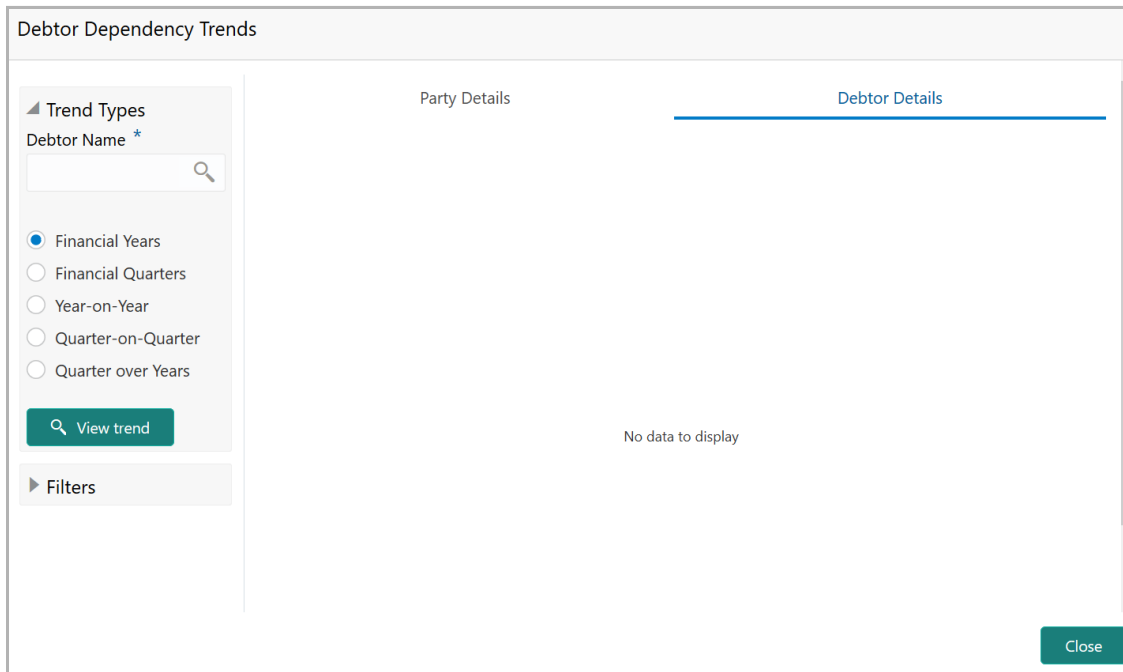 Debtor Dependency Trends
Trend Types
Debtor Name *
Financial Years
Financial Quarters
Year-on-Year
Quarter-on-Quarter
Quarter over Years
View trend
Filters
Party Details
Debtor Details
No data to display
Close